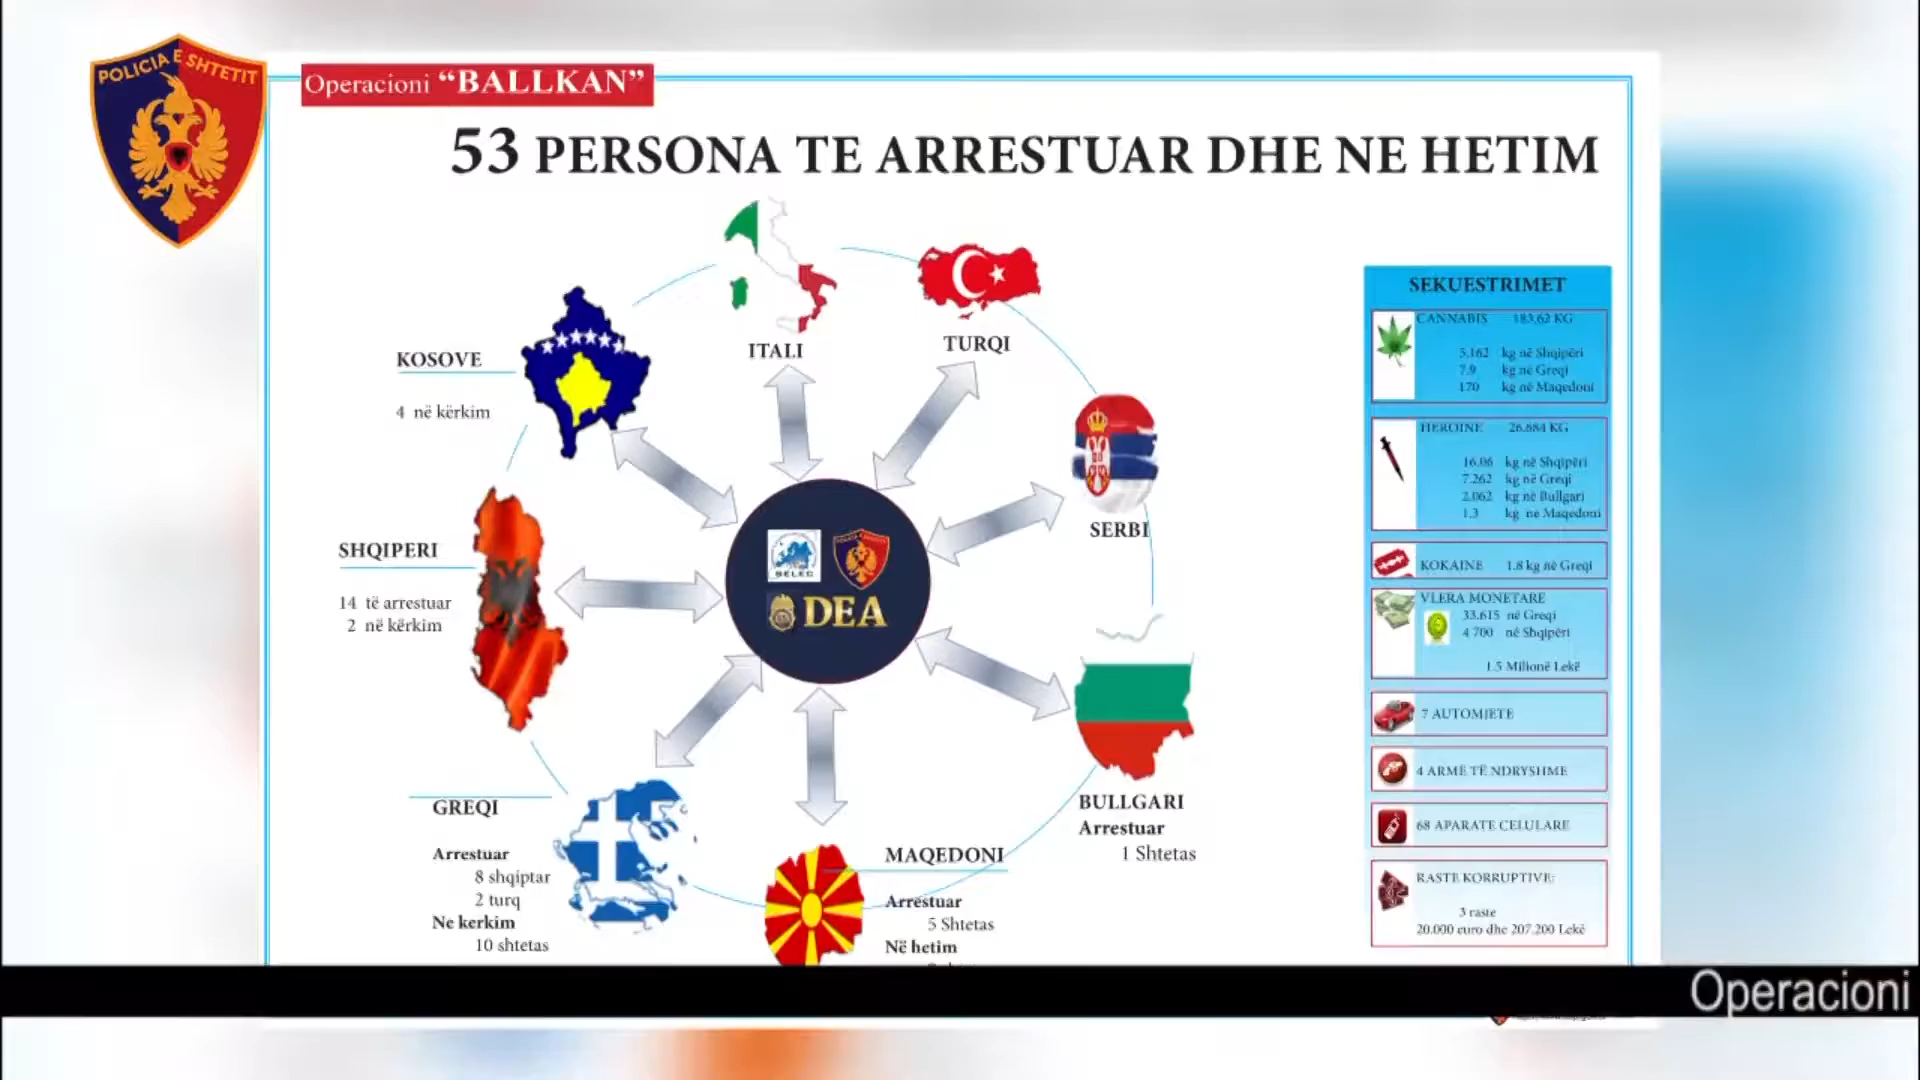 POLICIA E SHTETIT
Operacioni “BALLKAN”
53 PERSONA TE ARRESTUAR DHE NE HETIM
ITALI
TURQI
KOSOVE
4 në kërkim
SERBI
SHQIPERI
14 të arrestuar
2 në kërkim
SELEC
POLICIA E SHTETIT
DEA
BULLGARI
Arrestuar
1 Shtetas
GREQI
Arrestuar
8 shqiptar
2 turq
Ne kerkim
10 shtetas
MAQEDONI
Arrestuar
5 Shtetas
Në hetim
SEKUESTRIMET
CANNABIS 183,62 KG
5.162 kg në Shqipëri
7.9 kg në Greqi
170 kg në Maqedoni
HEROINE 26.684 KG
16.06 kg në Shqipëri
7.262 kg në Greqi
2.062 kg në Bullgari
1.3 kg ne Maqedoni
KOKAINE 1.8 kg në Greqi
VLERA MONETARE
33.615 në Greqi
4 700 në Shqipëri
1.5 Milionë Lekë
7 AUTOMJETE
4 ARMË TË NDRYSHME
68 APARATE CELULARE
RASTE KORRUPTIVE:
3 raste
20.000 euro dhe 207.200 Lekë
Operacioni